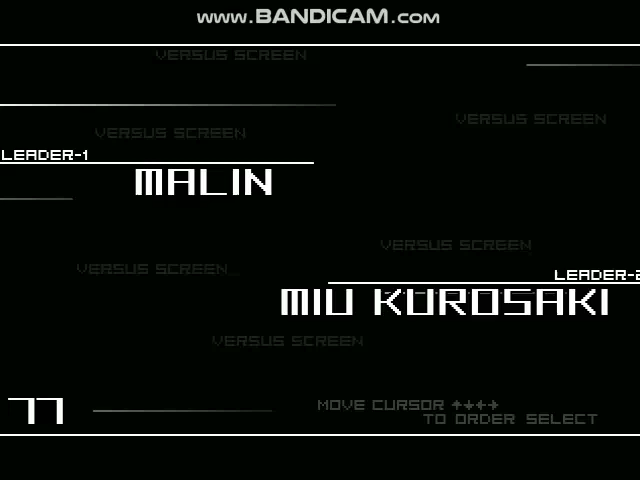 www.BANDICAM.com
VERSUS SCREEN
VERSUS SCREEN
VERSUS SCREEN
LEADER-1
MALIN
VERSUS SCREEN
VERSUS SCREEN_
LEADER-2
MIU KUROSAKI
VERSUS SCREEN
77
MOVE CURSOR ↑↓←→
TO ORDER SELECT